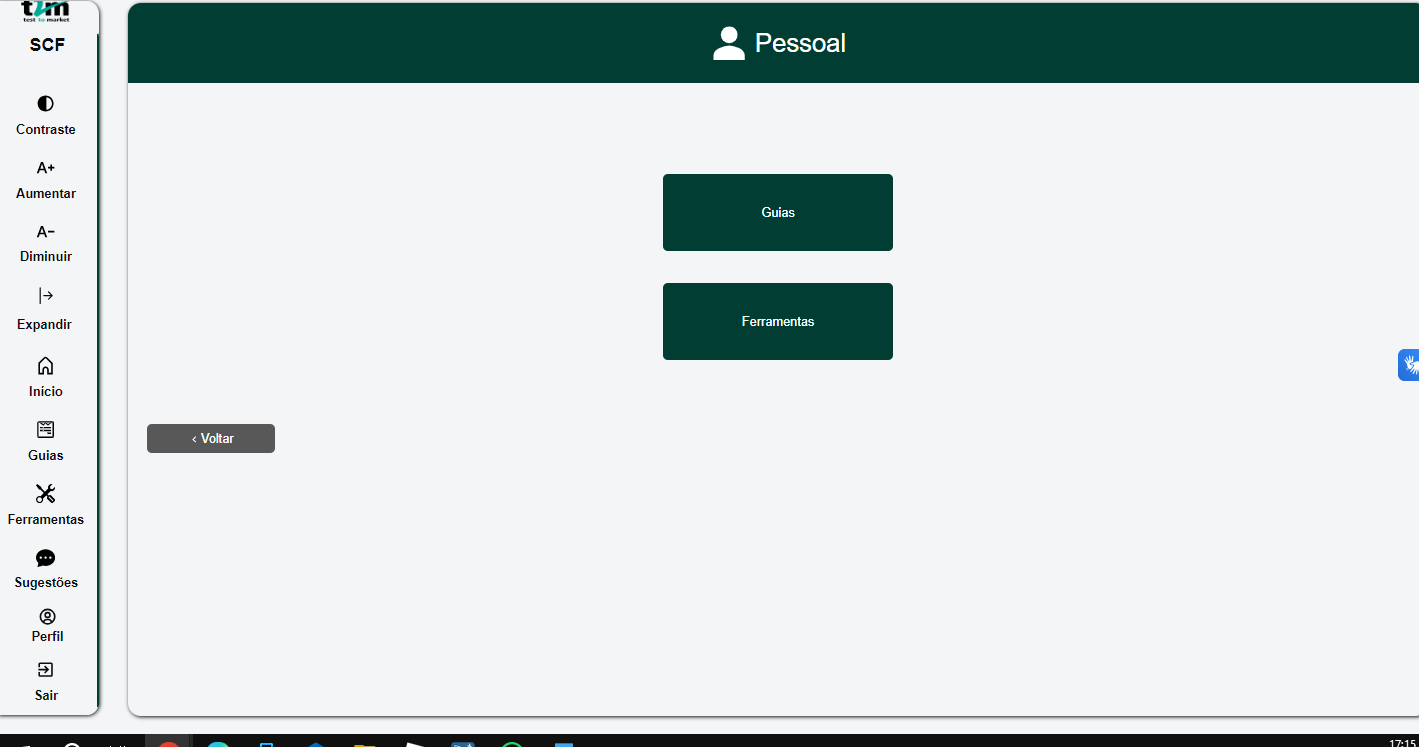 test to market
SCF
Contraste
A+
Aumentar
A-
Diminuir
Expandir
Início
Guias
Ferramentas
Sugestões
Perfil
Sair
Pessoal
Guias
Ferramentas
‹ Voltar
17:15